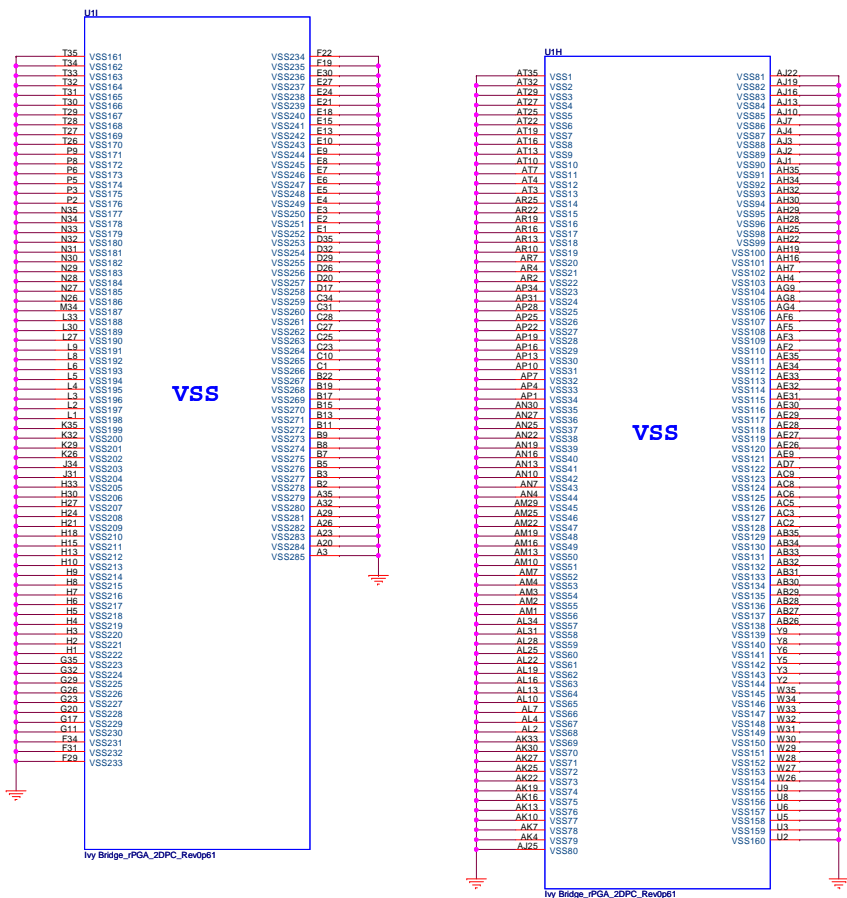 U1I
T35 VSS161
T34 VSS162
T33 VSS163
T32 VSS164
T31 VSS165
T30 VSS166
T29 VSS167
T28 VSS168
T27 VSS169
T26 VSS170
P9 VSS171
P8 VSS172
P6 VSS173
P5 VSS174
P3 VSS175
P2 VSS176
N35 VSS177
N34 VSS178
N33 VSS179
N32 VSS180
N31 VSS181
N30 VSS182
N29 VSS183
N28 VSS184
N27 VSS185
N26 VSS186
M34 VSS187
L33 VSS188
L30 VSS189
L27 VSS190
L9 VSS191
L8 VSS192
L6 VSS193
L5 VSS194
L4 VSS195
L3 VSS196
L2 VSS197
L1 VSS198
K35 VSS199
K32 VSS200
K29 VSS201
K26 VSS202
J34 VSS203
J31 VSS204
H33 VSS205
H30 VSS206
H27 VSS207
H24 VSS208
H21 VSS209
H18 VSS210
H15 VSS211
H13 VSS212
H10 VSS213
H9 VSS214
H8 VSS215
H7 VSS216
H6 VSS217
H5 VSS218
H4 VSS219
H3 VSS220
H2 VSS221
H1 VSS222
G35 VSS223
G32 VSS224
G29 VSS225
G26 VSS226
G23 VSS227
G20 VSS228
G17 VSS229
G11 VSS230
F34 VSS231
F31 VSS232
F29 VSS233
VSS
VSS234 F22
VSS235 F19
VSS236 E30
VSS237 E27
VSS238 E24
VSS239 E21
VSS240 E18
VSS241 E15
VSS242 E13
VSS243 E10
VSS244 E9
VSS245 E8
VSS246 E7
VSS247 E6
VSS248 E5
VSS249 E4
VSS250 E3
VSS251 E2
VSS252 E1
VSS253 D35
VSS254 D32
VSS255 D29
VSS256 D26
VSS257 D20
VSS258 D17
VSS259 C34
VSS260 C31
VSS261 C28
VSS262 C27
VSS263 C25
VSS264 C23
VSS265 C10
VSS266 C1
VSS267 B22
VSS268 B19
VSS269 B17
VSS270 B15
VSS271 B13
VSS272 B11
VSS273 B9
VSS274 B8
VSS275 B7
VSS276 B5
VSS277 B3
VSS278 B2
VSS279 A35
VSS280 A32
VSS281 A29
VSS282 A26
VSS283 A23
VSS284 A20
VSS285 A3
Ivy Bridge_rPGA_2DPC_Rev0p61
U1H
AT35 VSS1
AT32 VSS2
AT29 VSS3
AT27 VSS4
AT25 VSS5
AT22 VSS6
AT19 VSS7
AT16 VSS8
AT13 VSS9
AT10 VSS10
AT7 VSS11
AT4 VSS12
AT3 VSS13
AR25 VSS14
AR22 VSS15
AR19 VSS16
AR16 VSS17
AR13 VSS18
AR10 VSS19
AR7 VSS20
AR4 VSS21
AR2 VSS22
AP34 VSS23
AP31 VSS24
AP28 VSS25
AP25 VSS26
AP22 VSS27
AP19 VSS28
AP16 VSS29
AP13 VSS30
AP10 VSS31
AP7 VSS32
AP4 VSS33
AP1 VSS34
AN30 VSS35
AN27 VSS36
AN25 VSS37
AN22 VSS38
AN19 VSS39
AN16 VSS40
AN13 VSS41
AN10 VSS42
AN7 VSS43
AN4 VSS44
AM29 VSS45
AM25 VSS46
AM22 VSS47
AM19 VSS48
AM16 VSS49
AM13 VSS50
AM10 VSS51
AM7 VSS52
AM4 VSS53
AM3 VSS54
AM2 VSS55
AM1 VSS56
AL34 VSS57
AL31 VSS58
AL28 VSS59
AL25 VSS60
AL22 VSS61
AL19 VSS62
AL16 VSS63
AL13 VSS64
AL10 VSS65
AL7 VSS66
AL4 VSS67
AL2 VSS68
AK33 VSS69
AK30 VSS70
AK27 VSS71
AK25 VSS72
AK22 VSS73
AK19 VSS74
AK16 VSS75
AK13 VSS76
AK10 VSS77
AK7 VSS78
AK4 VSS79
AJ25 VSS80
VSS
VSS81 AJ22
VSS82 AJ19
VSS83 AJ16
VSS84 AJ13
VSS85 AJ10
VSS86 AJ7
VSS87 AJ4
VSS88 AJ3
VSS89 AJ2
VSS90 AJ1
VSS91 AH35
VSS92 AH34
VSS93 AH32
VSS94 AH30
VSS95 AH29
VSS96 AH28
VSS98 AH25
VSS99 AH22
VSS100 AH19
VSS101 AH16
VSS102 AH7
VSS103 AH4
VSS104 AG9
VSS105 AG8
VSS106 AG4
VSS107 AF6
VSS108 AF5
VSS109 AF3
VSS110 AF2
VSS111 AE35
VSS112 AE34
VSS113 AE33
VSS114 AE32
VSS115 AE31
VSS116 AE30
VSS117 AE29
VSS118 AE28
VSS119 AE27
VSS120 AE26
VSS121 AE9
VSS122 AD7
VSS123 AC9
VSS124 AC8
VSS125 AC6
VSS126 AC5
VSS127 AC3
VSS128 AC2
VSS129 AB35
VSS130 AB34
VSS131 AB33
VSS132 AB32
VSS133 AB31
VSS134 AB30
VSS135 AB29
VSS136 AB28
VSS137 AB27
VSS138 AB26
VSS139 Y9
VSS140 Y8
VSS141 Y6
VSS142 Y5
VSS143 Y3
VSS144 Y2
VSS145 W35
VSS146 W34
VSS147 W33
VSS148 W32
VSS149 W31
VSS150 W30
VSS151 W29
VSS152 W28
VSS153 W27
VSS154 W26
VSS155 U9
VSS156 U8
VSS157 U6
VSS158 U5
VSS159 U3
VSS160 U2
Ivy Bridge_rPGA_2DPC_Rev0p61